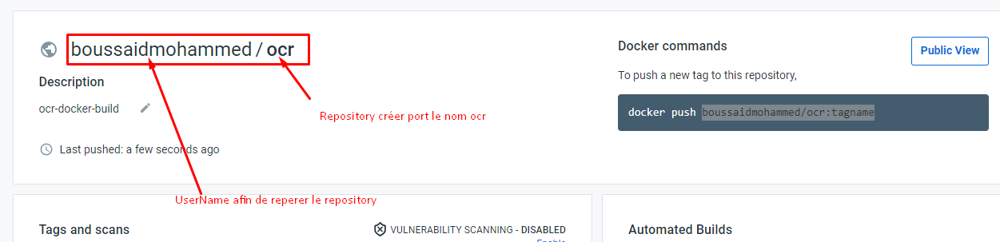 boussaidmohammed / ocr
Description
ocr-docker-build
Last pushed: a few seconds ago
Repository créer port le nom ocr
UserName afin de reperer le repository
Docker commands
Public View
To push a new tag to this repository,
docker push boussaidmohammed/ocr:tagname
Tags and scans
VULNERABILITY SCANNING - DISABLED
Enable
Automated Builds